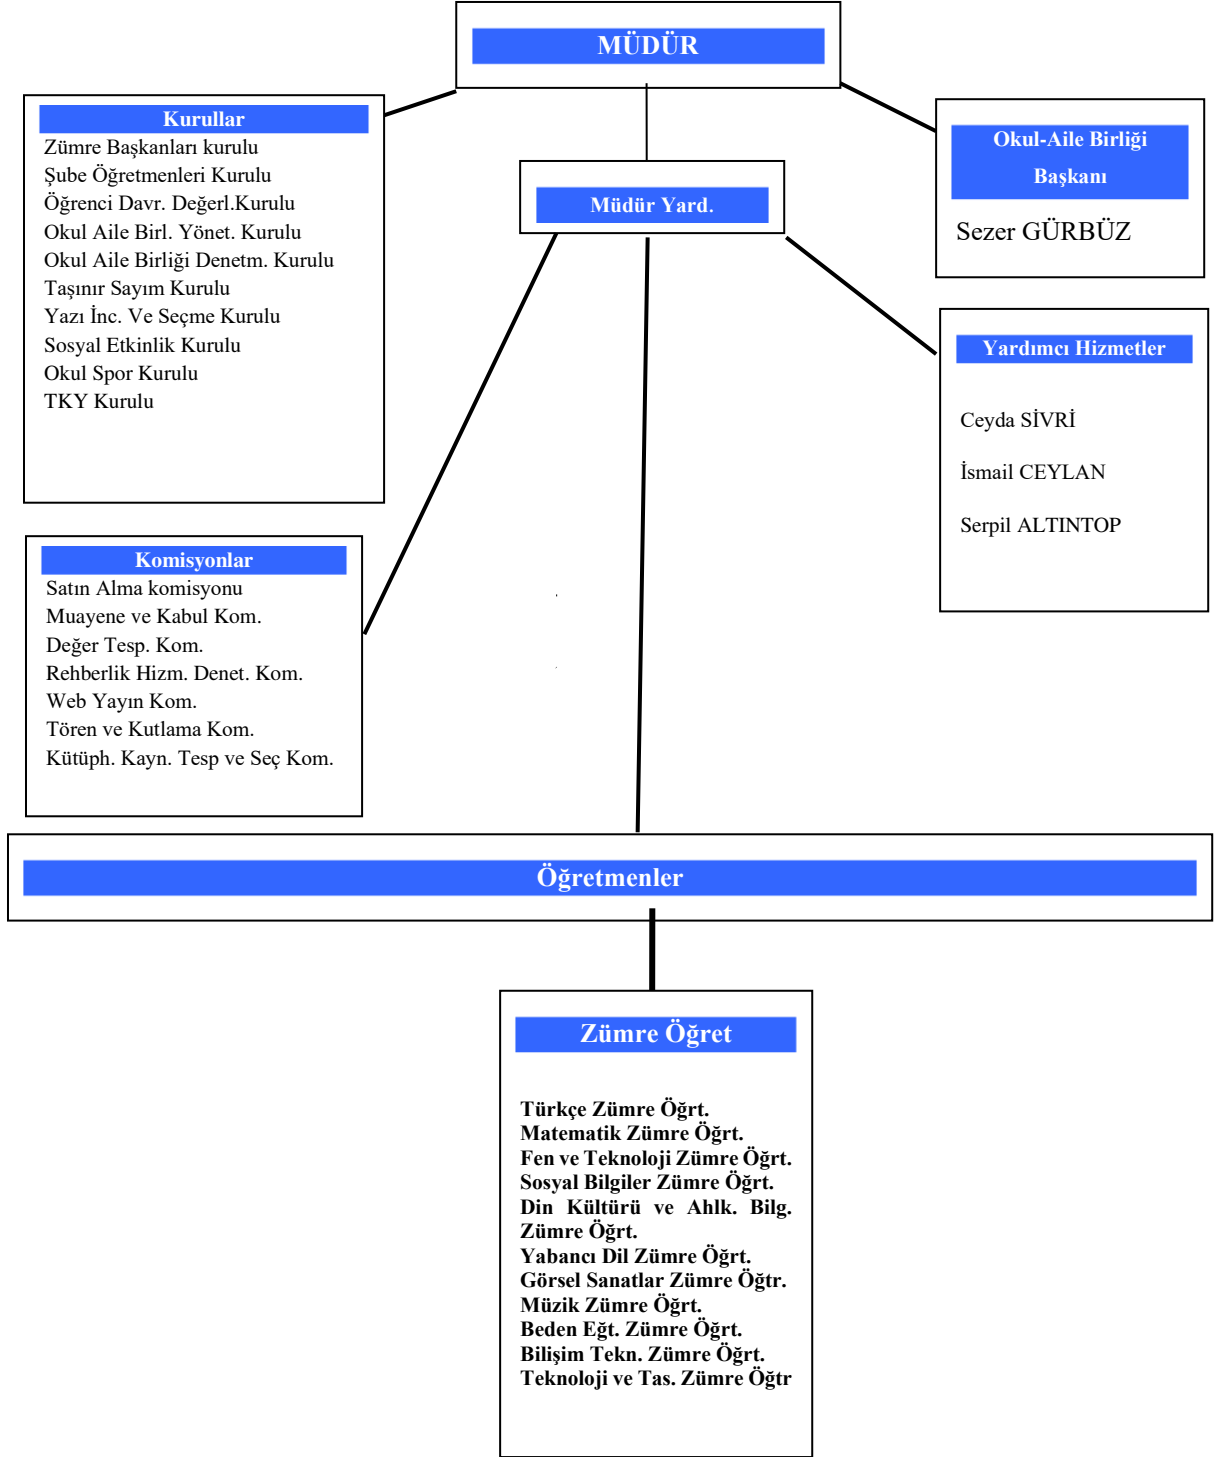 MÜDÜR
Kurullar
Zümre Başkanları kurulu
Şube Öğretmenleri Kurulu
Öğrenci Davr. Değerl.Kurulu
Okul Aile Birl. Yönet. Kurulu
Okul Aile Birliği Denetm. Kurulu
Taşınır Sayım Kurulu
Yazı İnc. Ve Seçme Kurulu
Sosyal Etkinlik Kurulu
Okul Spor Kurulu
TKY Kurulu
Müdür Yard.
Okul-Aile Birliği
Başkanı
Sezer GÜRBÜZ
Yardımcı Hizmetler
Ceyda SİVRİ
İsmail CEYLAN
Serpil ALTINTOP
Komisyonlar
Satın Alma komisyonu
Muayene ve Kabul Kom.
Değer Tesp. Kom.
Rehberlik Hizm. Denet. Kom.
Web Yayın Kom.
Tören ve Kutlama Kom.
Kütüph. Kayn. Tesp ve Seç Kom.
Öğretmenler
Zümre Öğret
Türkçe Zümre Öğrt.
Matematik Zümre Öğrt.
Fen ve Teknoloji Zümre Öğrt.
Sosyal Bilgiler Zümre Öğrt.
Din Kültürü ve Ahlk. Bilg.
Zümre Öğrt.
Yabancı Dil Zümre Öğrt.
Görsel Sanatlar Zümre Öğtr.
Müzik Zümre Öğrt.
Beden Eğt. Zümre Öğrt.
Bilişim Tekn. Zümre Öğrt.
Teknoloji ve Tas. Zümre Öğtr